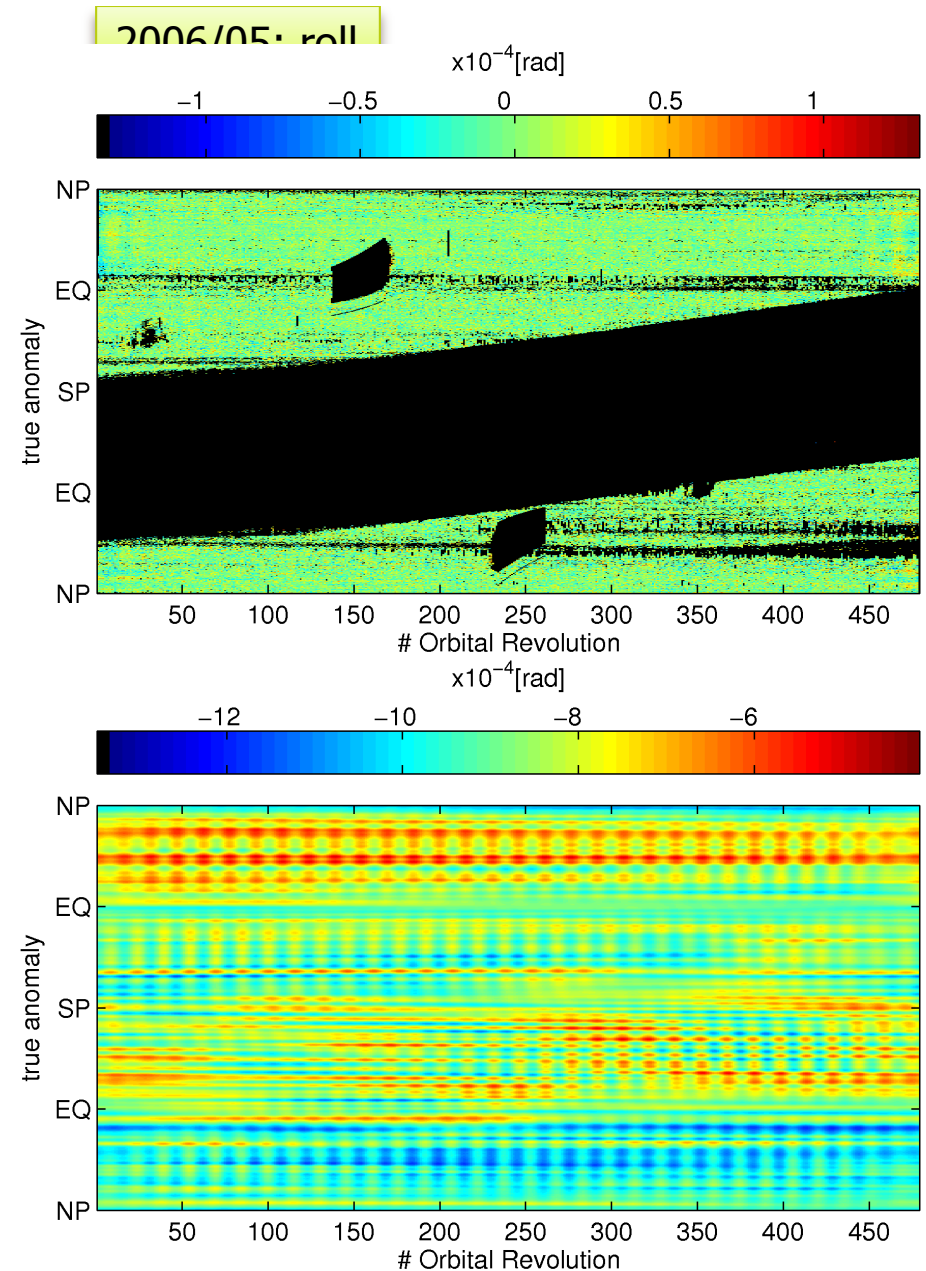 2006/05: roll
x10−4[rad]
−1 −0.5 0 0.5 1
NP
EQ
SP
EQ
NP
true anomaly
50 100 150 200 250 300 350 400 450
# Orbital Revolution
x10−4[rad]
−12 −10 −8 −6
NP
EQ
SP
EQ
NP
true anomaly
50 100 150 200 250 300 350 400 450
# Orbital Revolution